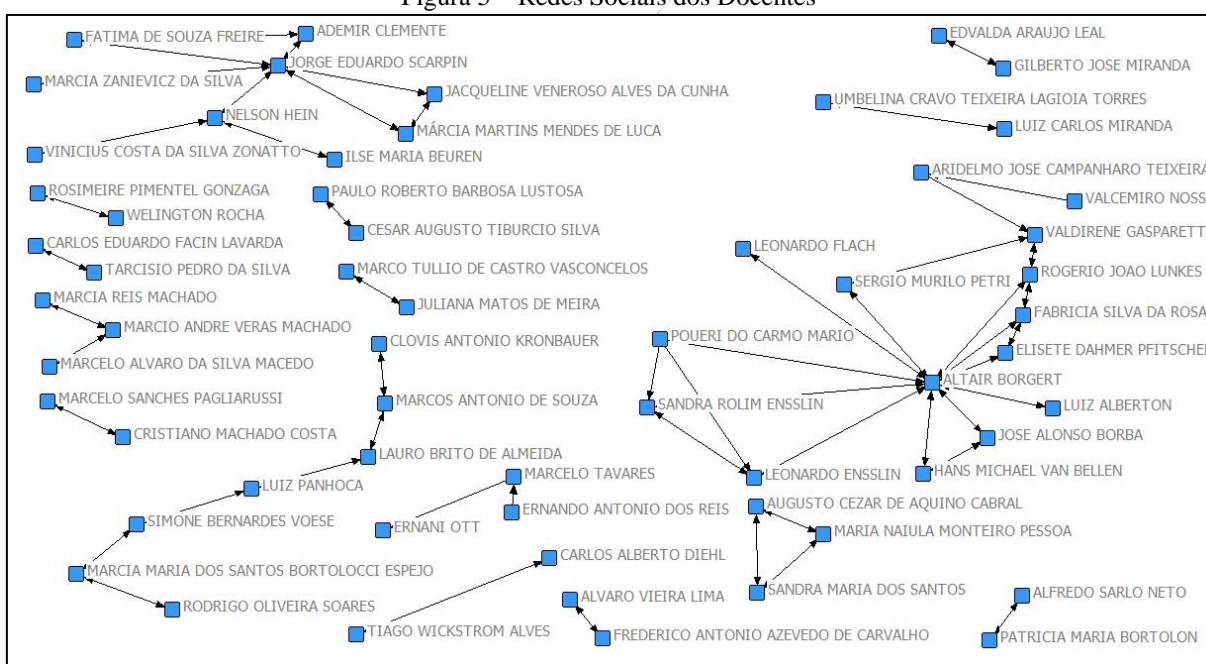 Figura 5 – Redes Sociais dos Docentes
FATIMA DE SOUZA FREIRE
ADEMIR CLEMENTE
JORGE EDUARDO SCARPIN
MARCIA ZANIEVICZ DA SILVA
JACQUELINE VENEROSO ALVES DA CUNHA
NELSON HEIN
MÁRCIA MARTINS MENDES DE LUCA
VINICIUS COSTA DA SILVA ZONATTO
ILSE MARIA BEUREN
ROSIMEIRE PIMENTEL GONZAGA
WELINGTON ROCHA
PAULO ROBERTO BARBOSA LUSTOSA
CESAR AUGUSTO TIBURCIO SILVA
CARLOS EDUARDO FACIN LAVARDA
TARCISIO PEDRO DA SILVA
MARCO TULLIO DE CASTRO VASCONCELOS
JULIANA MATOS DE MEIRA
MARCIA REIS MACHADO
MARCIO ANDRE VERAS MACHADO
MARCELO ALVARO DA SILVA MACEDO
CLOVIS ANTONIO KRONBAUER
MARCOS ANTONIO DE SOUZA
MARCELO SANCHES PAGLIARUSSI
CRISTIANO MACHADO COSTA
LAURO BRITO DE ALMEIDA
LUIZ PANHOCA
SIMONE BERNARDES VOESE
MARCIA MARIA DOS SANTOS BORTOLOCCI ESPEJO
RODRIGO OLIVEIRA SOARES
MARCELO TAVARES
ERNANDO ANTONIO DOS REIS
ERNANI OTT
CARLOS ALBERTO DIEHL
TIAGO WICKSTROM ALVES
ALVARO VIEIRA LIMA
FREDERICO ANTONIO AZEVEDO DE CARVALHO
EDVALDA ARAUJO LEAL
GILBERTO JOSE MIRANDA
UMBELINA CRAVO TEIXEIRA LAGIOIA TORRES
LUIZ CARLOS MIRANDA
ARIDELMO JOSE CAMPANHARO TEIXEIRA
VALCEMIRO NOSS
VALDIRENE GASPARETT
LEONARDO FLACH
ROGERIO JOAO LUNKES
SERGIO MURILO PETRI
FABRICIA SILVA DA ROSA
POUERI DO CARMO MARIO
ELISETE DAHMER PFITSCHER
ALTAIR BORGERT
SANDRA ROLIM ENSSLIN
LUIZ ALBERTON
JOSE ALONSO BORBA
LEONARDO ENSSLIN
HANS MICHAEL VAN BELLEN
AUGUSTO CEZAR DE AQUINO CABRAL
MARIA NAIULA MONTEIRO PESSOA
SANDRA MARIA DOS SANTOS
ALFREDO SARLO NETO
PATRICIA MARIA BORTOLON